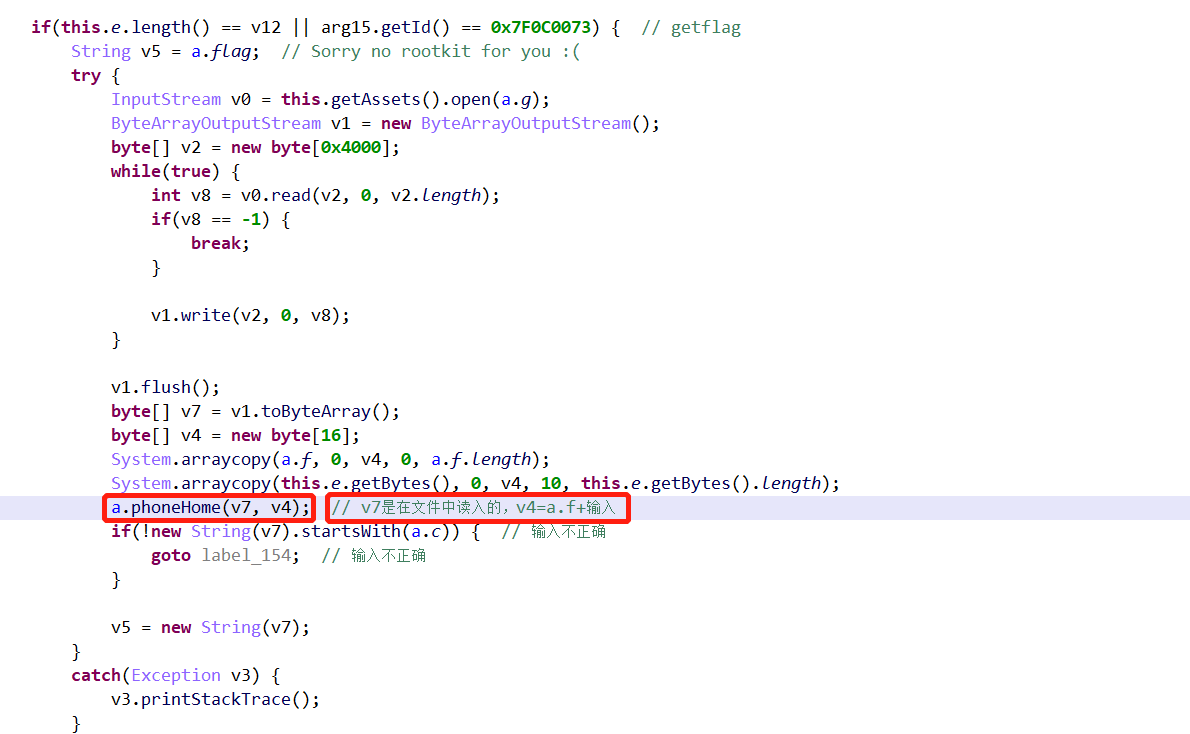 if(this.e.length() == v12 || arg15.getId() == 0x7F0C0073) {  // getflag
    String v5 = a.flag;  // Sorry no rootkit for you :(
    try {
        InputStream v0 = this.getAssets().open(a.g);
        ByteArrayOutputStream v1 = new ByteArrayOutputStream();
        byte[] v2 = new byte[0x4000];
        while(true) {
            int v8 = v0.read(v2, 0, v2.length);
            if(v8 == -1) {
                break;
            }
            v1.write(v2, 0, v8);
        }
        v1.flush();
        byte[] v7 = v1.toByteArray();
        byte[] v4 = new byte[16];
        System.arraycopy(a.f, 0, v4, 0, a.f.length);
        System.arraycopy(this.e.getBytes(), 0, v4, 10, this.e.getBytes().length);
        a.phoneHome(v7, v4);  // v7是在文件中读入的，v4=a.f+输入
        if(!new String(v7).startsWith(a.c)) {  // 输入不正确
            goto label_154;  // 输入不正确
        }
        v5 = new String(v7);
    }
    catch(Exception v3) {
        v3.printStackTrace();
    }